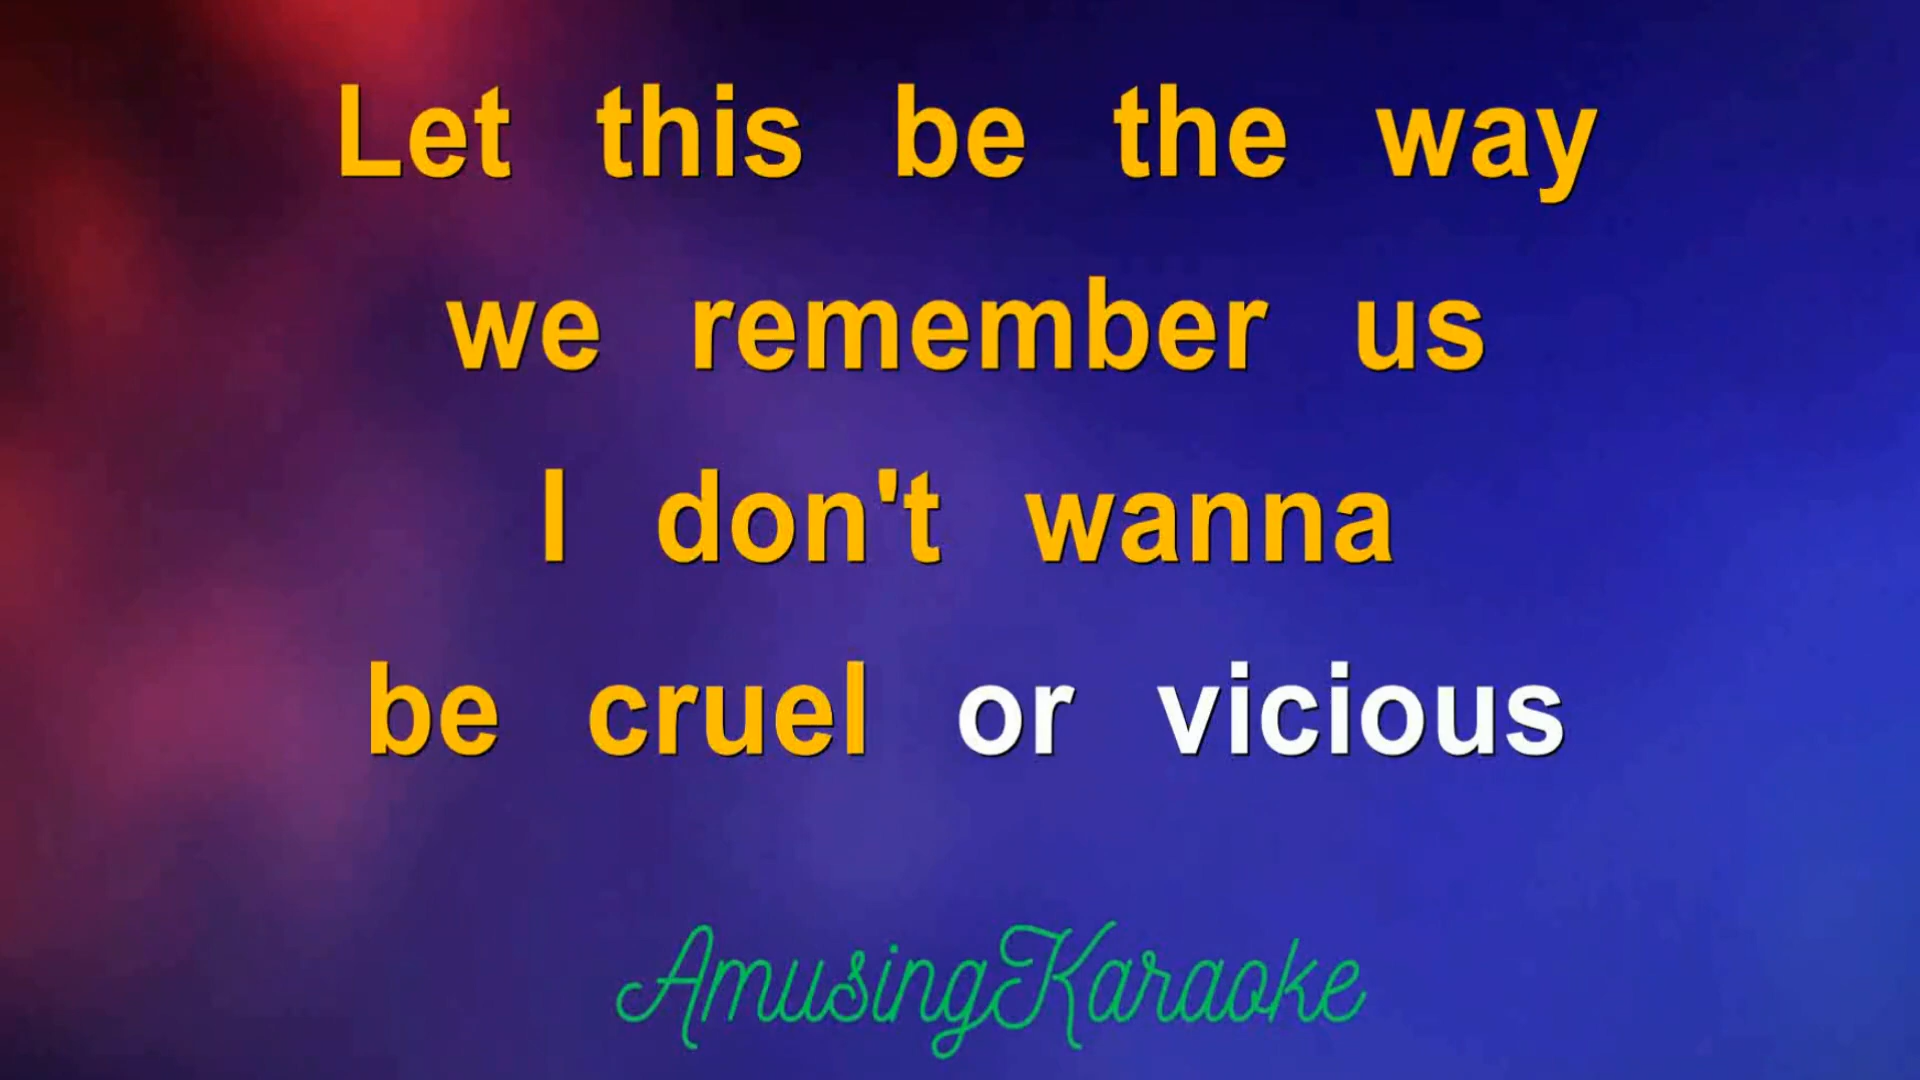 Let this be the way
we remember us
I don't wanna
be cruel or vicious
AmusingKaraoke